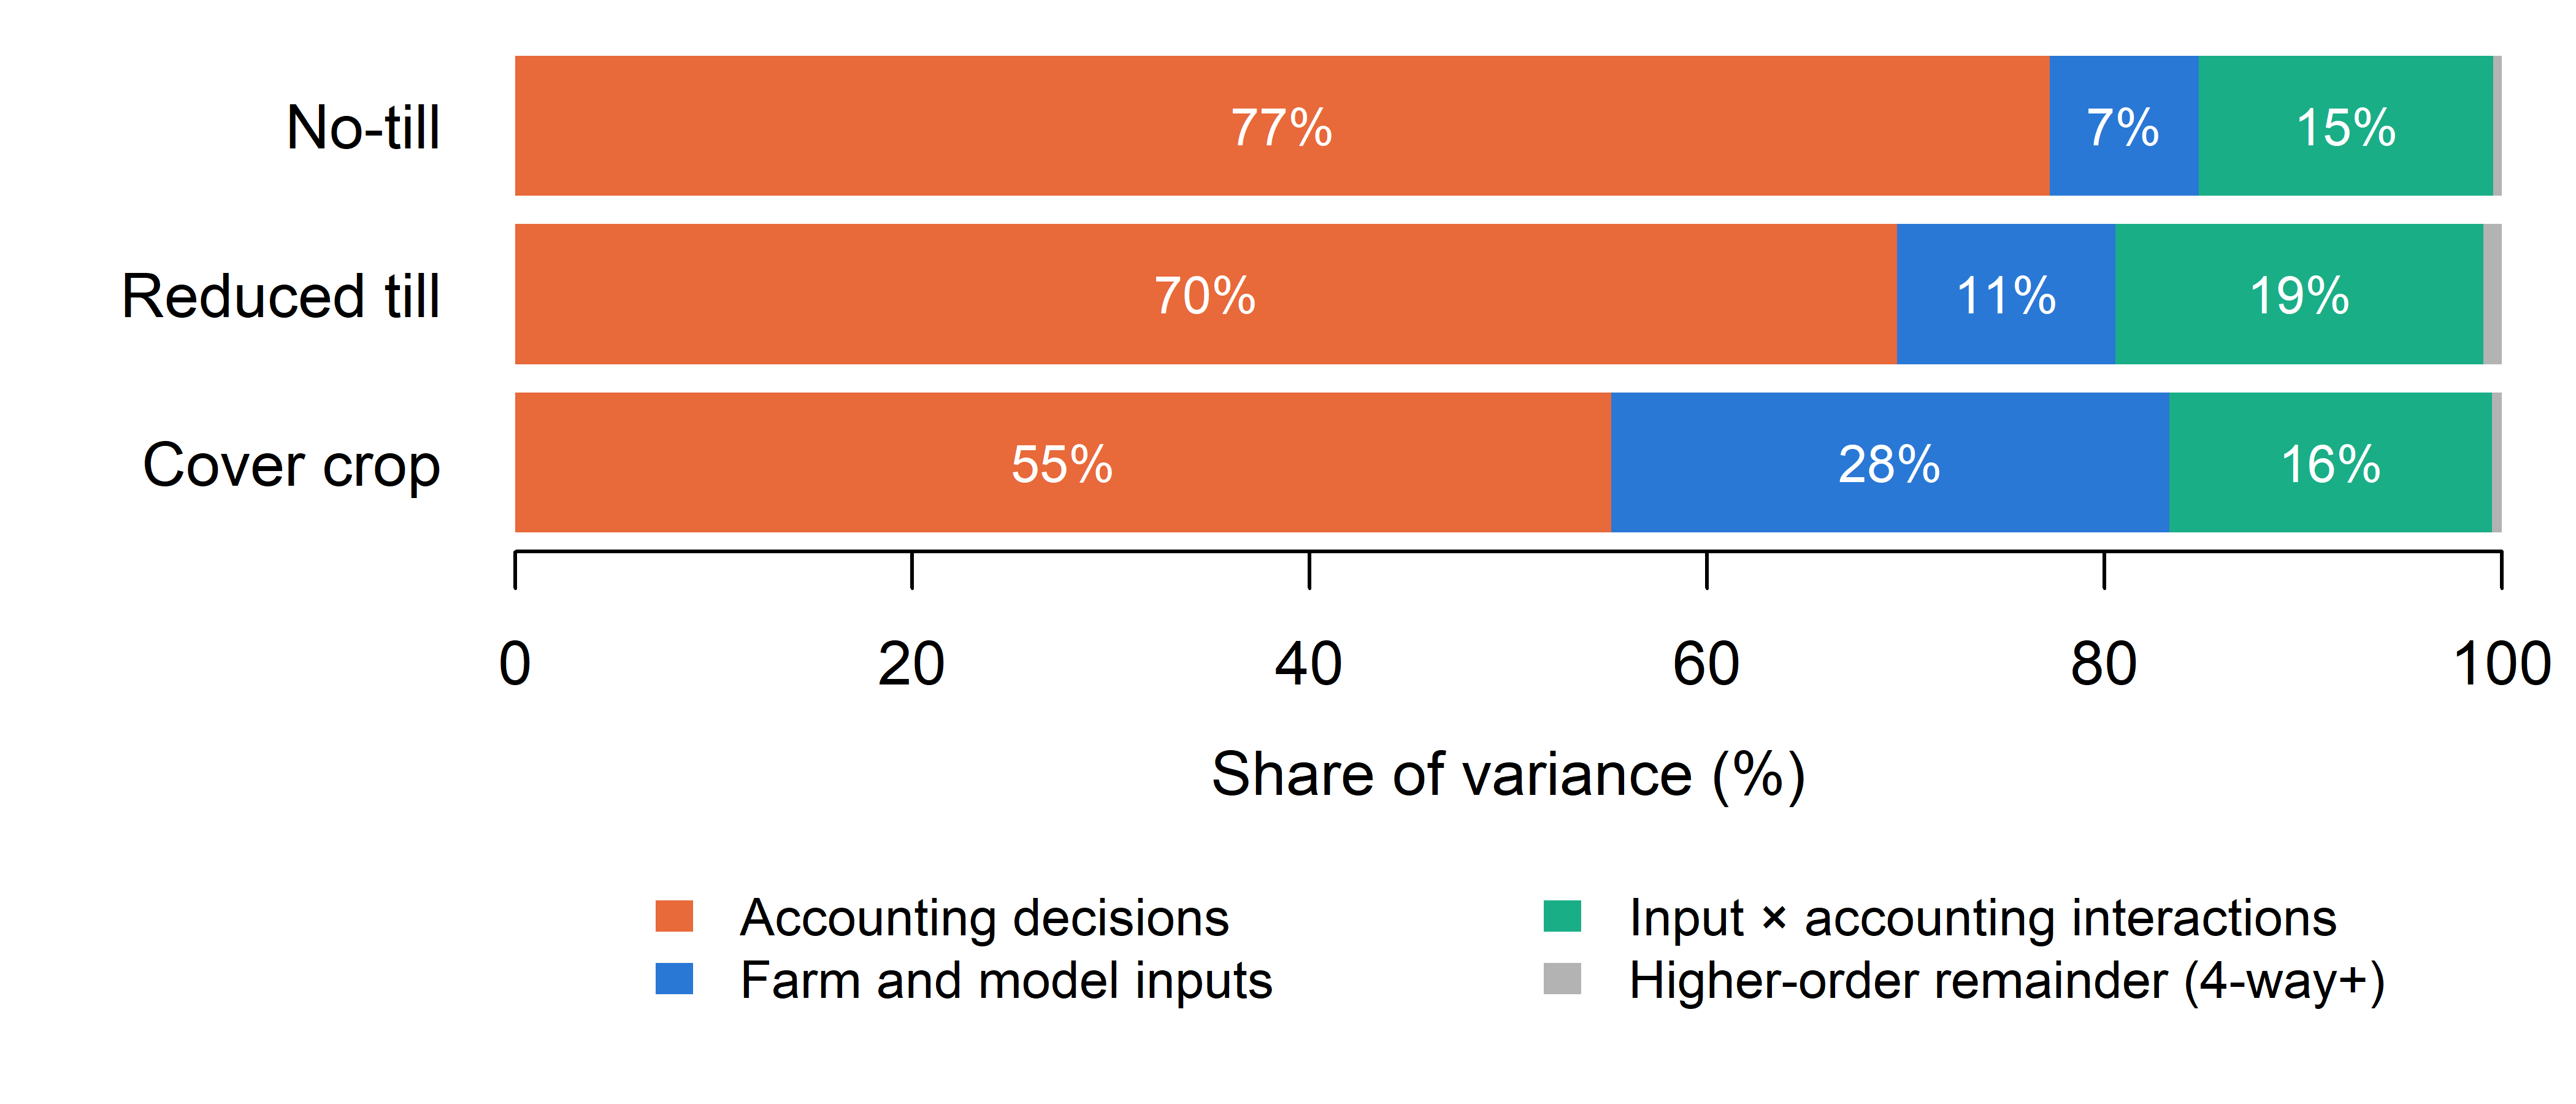 No-till 77% 7% 15%
Reduced till 70% 11% 19%
Cover crop 55% 28% 16%
0 20 40 60 80 100
Share of variance (%)
Accounting decisions Input × accounting interactions
Farm and model inputs Higher-order remainder (4-way+)